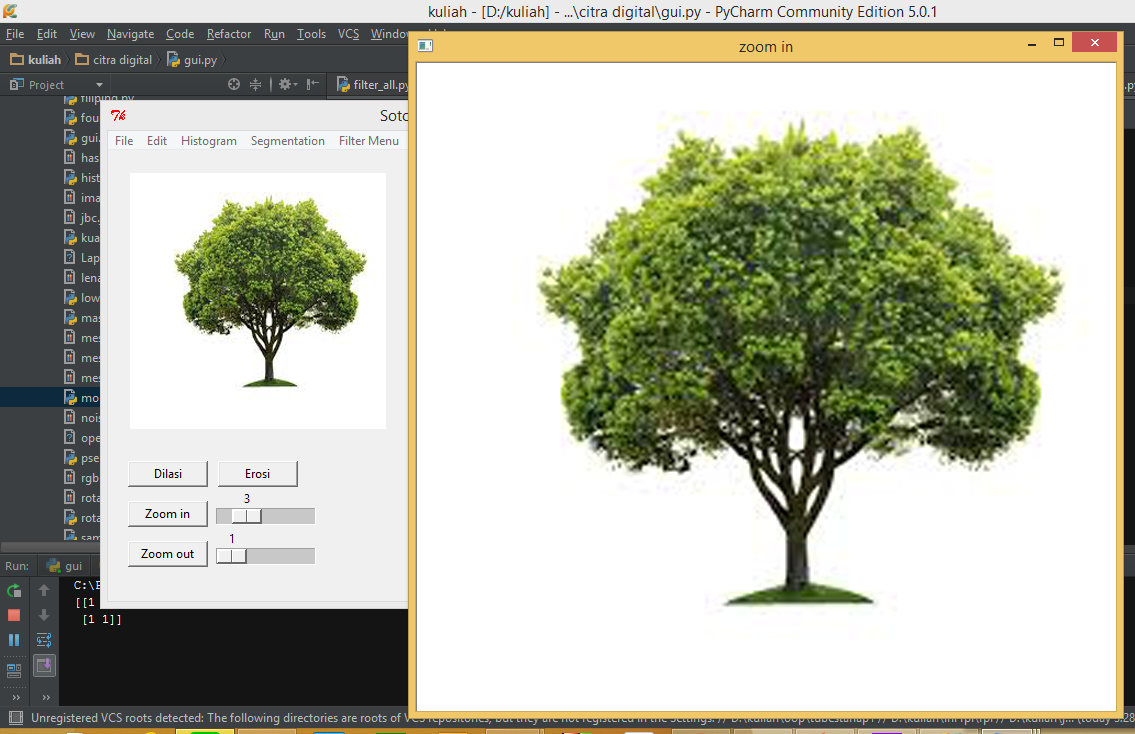 kuliah - [D:/kuliah] - ...\citra digital\gui.py - PyCharm Community Edition 5.0.1
File Edit View Navigate Code Refactor Run Tools VCS Window
zoom in
kuliah citra digital gui.py
Project
filter_all.py
filiping.py
fou
gui.
has
hist
ima
jbc.
kua
Lap
lena
low
mas
mes
mes
mes
mo
nois
ope
pse
rgb
rota
rota
sam
Soto
File Edit Histogram Segmentation Filter Menu
Dilasi Erosi
3
Zoom in
1
Zoom out
Run: gui
[[1
[1 1]]
Unregistered VCS roots detected: The following directories are roots of VCS repositories, but they are not registered in the Settings: